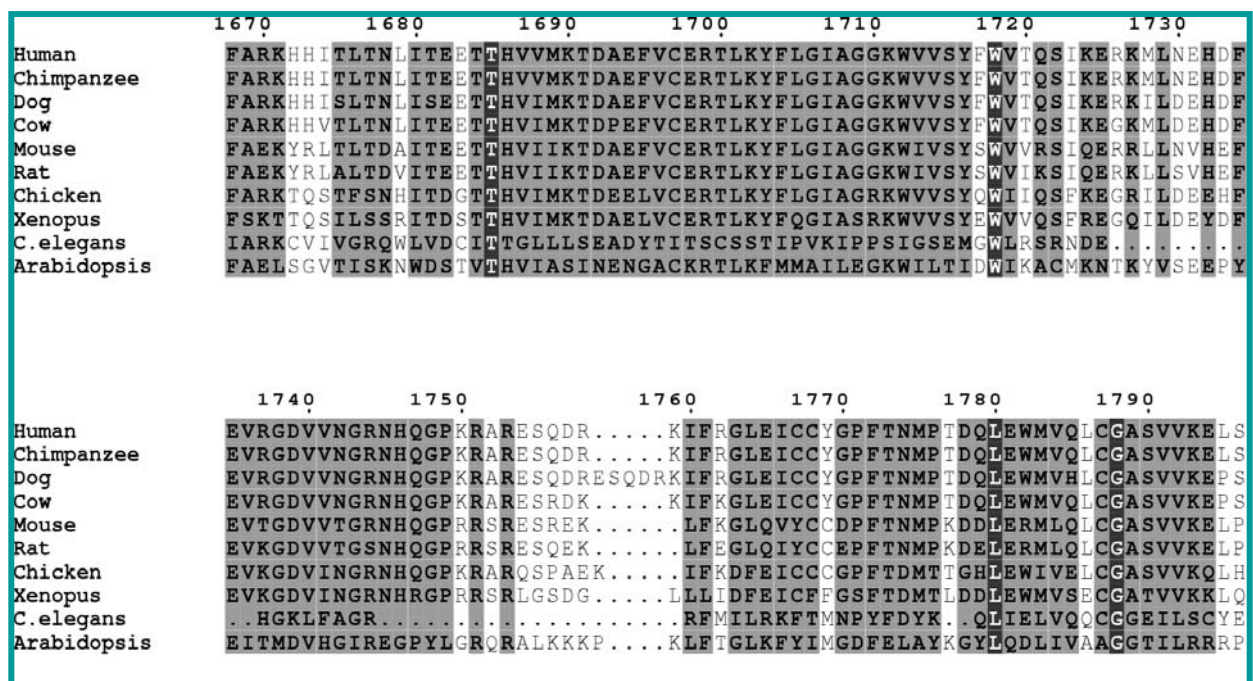 1670 1680 1690 1700 1710 1720 1730
Human FARKHHITLTNLITEETTHVVMKTDAEFVCERTLKYFLGIAGGKWVVSYFWVTQSIKERKMLNEHDF
Chimpanzee FARKHHITLTNLITEETTHVVMKTDAEFVCERTLKYFLGIAGGKWVVSYFWVTQSIKERKMLNEHDF
Dog FARKHHISLTNLISEETTHVIMKTDAEFVCERTLKYFLGIAGGKWVVSYFWVTQSIKERKILDEHDF
Cow FARKHHVTLTNLITEETTHVIMKTDPEFVCERTLKYFLGIAGGKWVVSYFWVTQSIKEGKMLDEHDF
Mouse FAEKYRLTLTDAITEETTHVIIKTDAEFVCERTLKYFLGIAGGKWIVSYSWVVRSIQERRLLNVHEF
Rat FAEKYRLALTDVITEETTHVIIKTDAEFVCERTLKYFLGIAGGKWIVSYSWVIKSIQERKLLSVHEF
Chicken FARKTQSTFSNHITDGTTHVIMKTDEELVCERTLKYFLGIAGRKWVVSYQWIIQSFKEGRILDEEHF
Xenopus FSKTTQSILSSRITDSTTHVIMKTDAELVCERTLKYFQGIASRKWVVSYEWVVQSFREGQILDEYDF
C.elegans IARKCVIVGRQWLVDCITTGLLLSEADYTITSCSSTIPVKIPPSIGSEMGWLRSRNDE.........
Arabidopsis FAELSGVTISKNWDSTVTHVIASINENGACKRTLKFMMAILEGKWILTIDWIKACMKNTKYVSEEPY
1740 1750 1760 1770 1780 1790
Human EVRGDVVNGRNHQGPKRARESQDR.....KIFRGLEICCYGPFTNMPTDQLEWMVQLCGASVVKELS
Chimpanzee EVRGDVVNGRNHQGPKRARESQDR.....KIFRGLEICCYGPFTNMPTDQLEWMVQLCGASVVKELS
Dog EVRGDVVNGRNHQGPKRARESQDRESQDRKIFRGLEICCYGPFTNMPTDQLEWMVHLCGASVVKEPS
Cow EVRGDVVNGRNHQGPKRARESRDK.....KIFKGLEICCYGPFTNMPTDQLEWMVQLCGASVVKEPS
Mouse EVTGDVVTGRNHQGPRRSRESREK.....LFKGLQVYCCDPFTNMPKDDLERMLQLCGASVVKELP
Rat EVKGDVVTGSNHQGPRRSRESQEK.....LFEGLQIYCCEPFTNMPKDELERMLQLCGASVVKELP
Chicken EVKGDVINGRNHQGPKRARQSPAEK.....IFKDFEICCCGPFTDMTTGHLEWIVELCGASVVKQLH
Xenopus EVKGDVINGRNHRGPRRSRLGSDG.....LLLIDFEICFFGSFTDMTLDDLEWMVSECGATVVKKLQ
C.elegans ..HGKLFAGR....................RFMILRKFTMNPYFDYK..QLIELVQQCGGEILSCYE
Arabidopsis EITMDVHGIREGPYLGRQRALKKKP.....KLFTGLKFYIMGDFELAYKGYLQDLIVAAGGTILRRRP